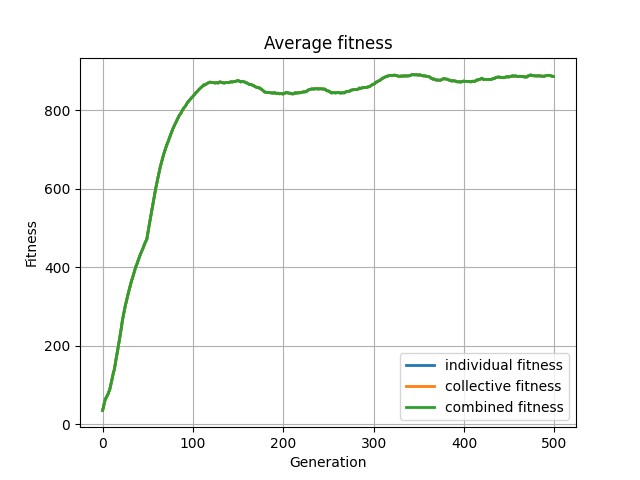 Average fitness
Fitness
800
600
400
200
0
0 100 200 300 400 500
Generation
individual fitness
collective fitness
combined fitness